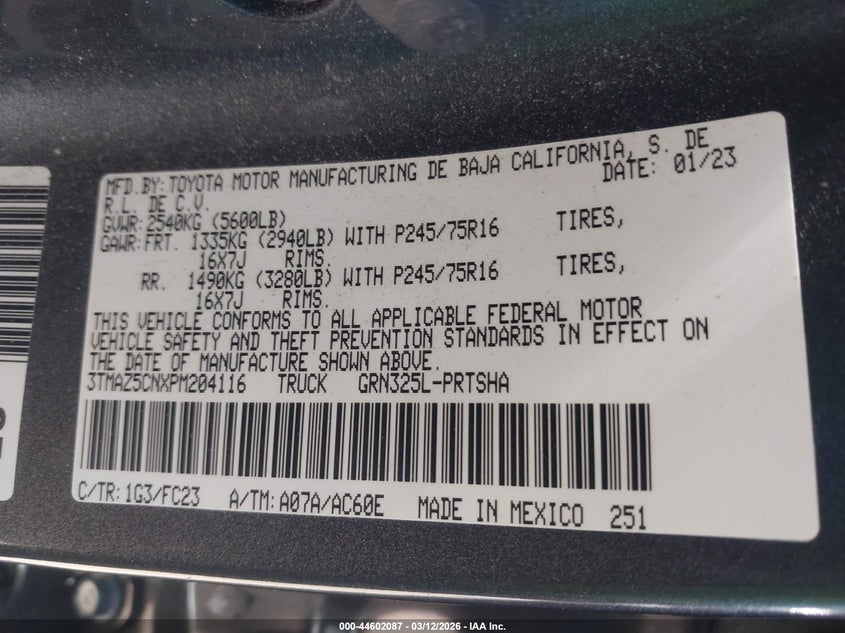 MFD.BY:TOYOTA MOTOR MANUFACTURING DE BAJA CALIFORNIA, S. DE
R.L. DE C.V. DATE: 01/23
GVWR:2540KG (5600LB)
GAWR:FRT. 1335KG (2940LB) WITH P245/75R16 TIRES,
16X7J RIMS.
RR. 1490KG (3280LB) WITH P245/75R16 TIRES,
16X7J RIMS.
THIS VEHICLE CONFORMS TO ALL APPLICABLE FEDERAL MOTOR
VEHICLE SAFETY AND THEFT PREVENTION STANDARDS IN EFFECT ON
THE DATE OF MANUFACTURE SHOWN ABOVE.
3TMAZ5CNXPM204116 TRUCK GRN325L-PRTSHA
C/TR:1G3/FC23 A/TM:A07A/AC60E MADE IN MEXICO 251
000-44602087 - 03/12/2026 - IAA Inc.